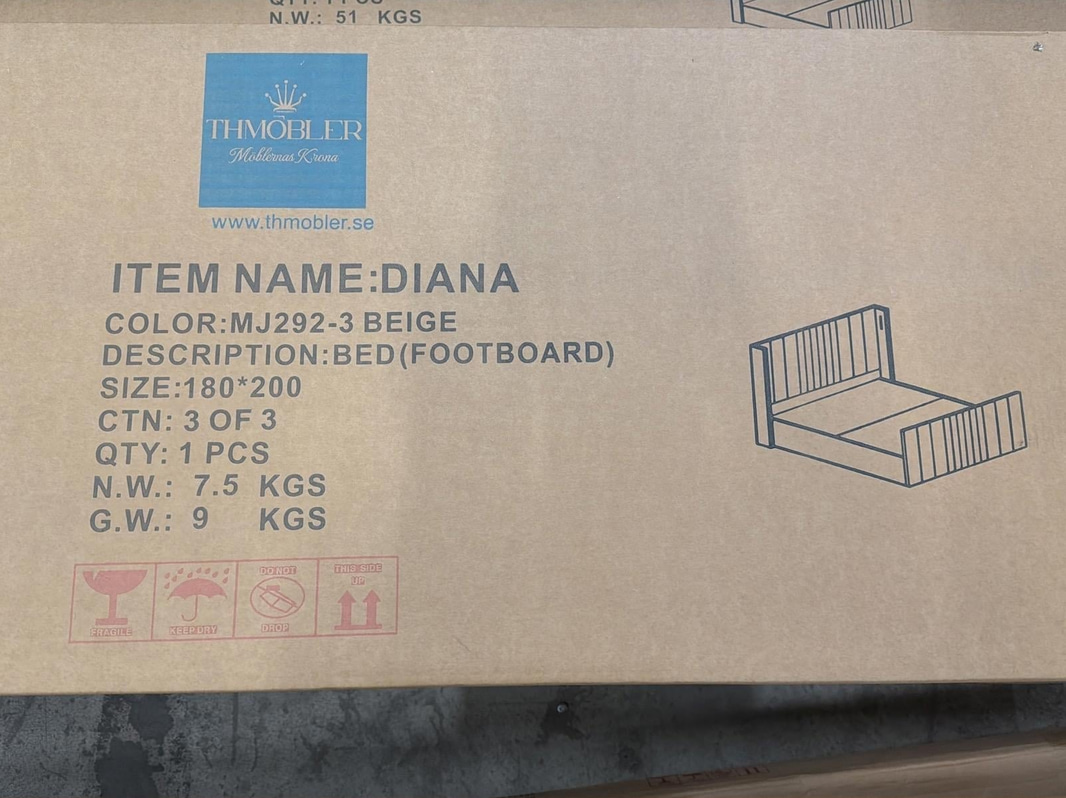 N.W.: 51 KGS
THMÖBLER
Möblernas Krona
www.thmobler.se
ITEM NAME:DIANA
COLOR:MJ292-3 BEIGE
DESCRIPTION:BED(FOOTBOARD)
SIZE:180*200
CTN: 3 OF 3
QTY: 1 PCS
N.W.: 7.5 KGS
G.W.: 9 KGS
FRAGILE
KEEP DRY
DO NOT
DROP
THIS SIDE
UP